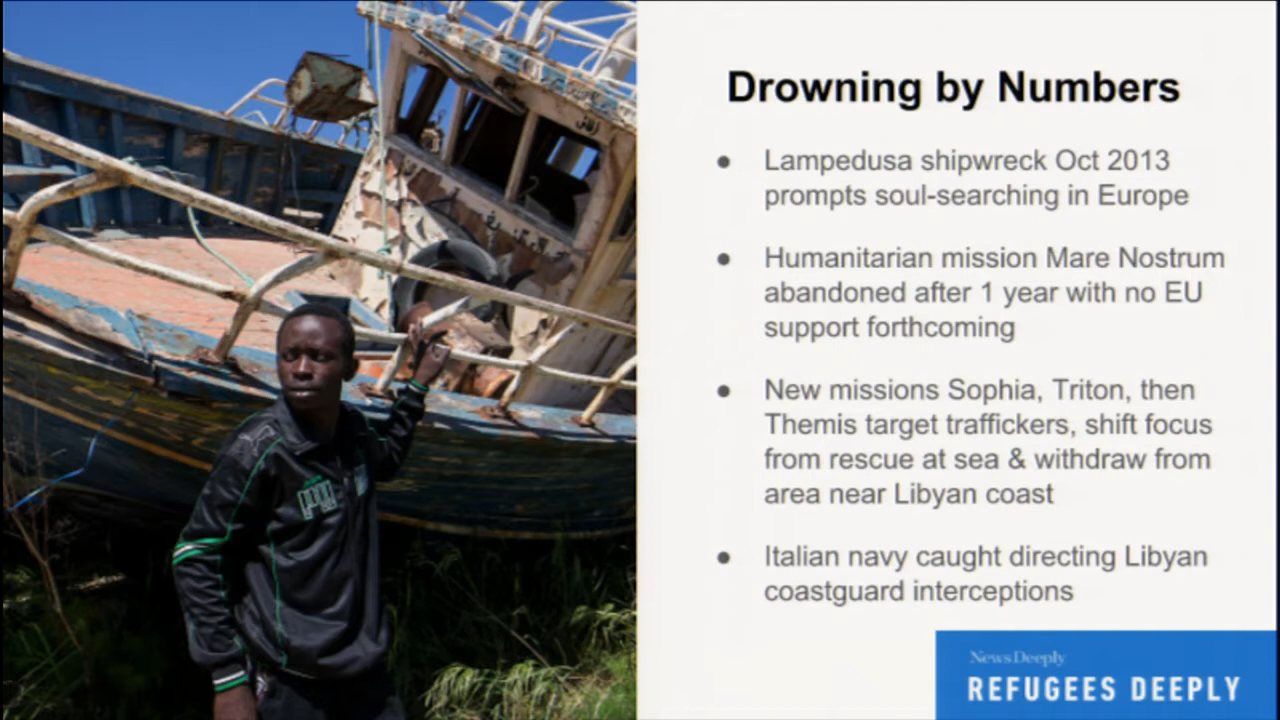 Drowning by Numbers
● Lampedusa shipwreck Oct 2013
prompts soul-searching in Europe
● Humanitarian mission Mare Nostrum
abandoned after 1 year with no EU
support forthcoming
● New missions Sophia, Triton, then
Themis target traffickers, shift focus
from rescue at sea & withdraw from
area near Libyan coast
● Italian navy caught directing Libyan
coastguard interceptions
News Deeply
REFUGEES DEEPLY